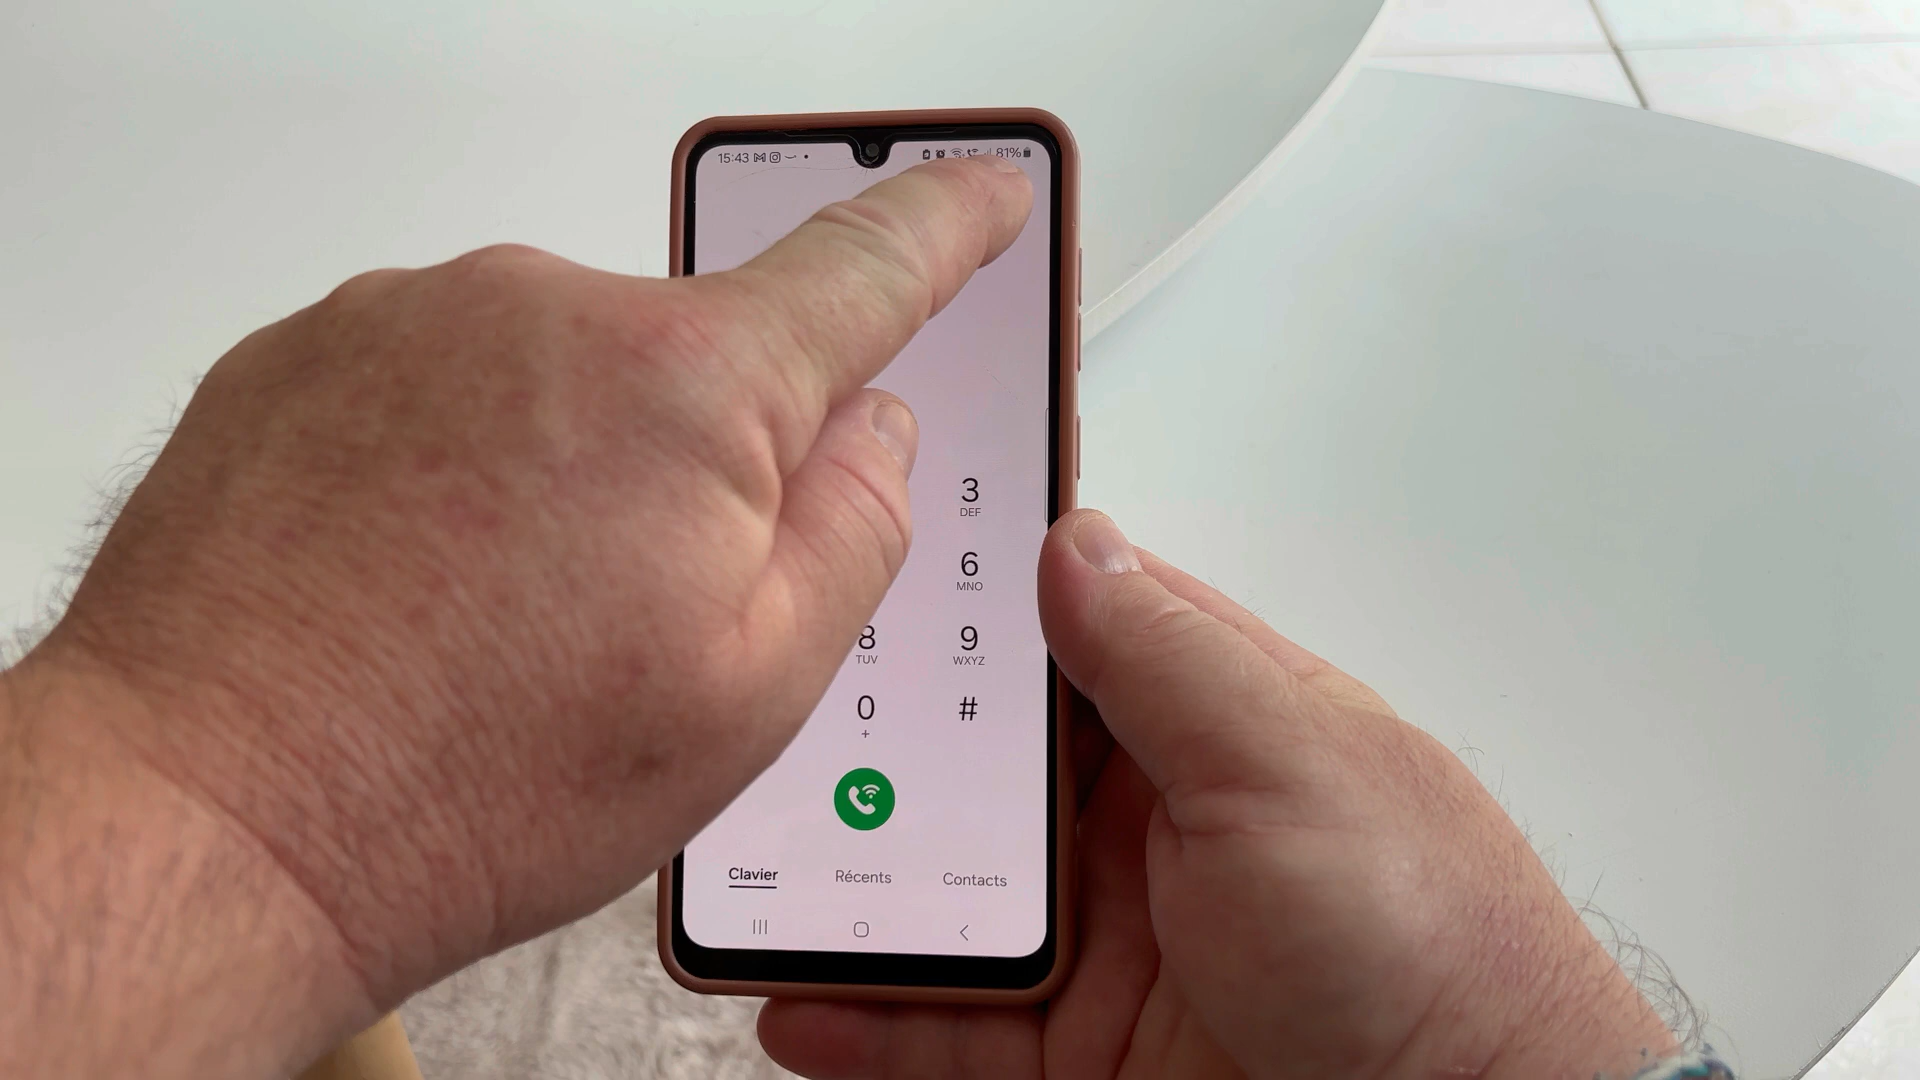 15:43 81%
3
DEF
6
MNO
8 9
TUV WXYZ
0 #
+
Clavier Récents Contacts